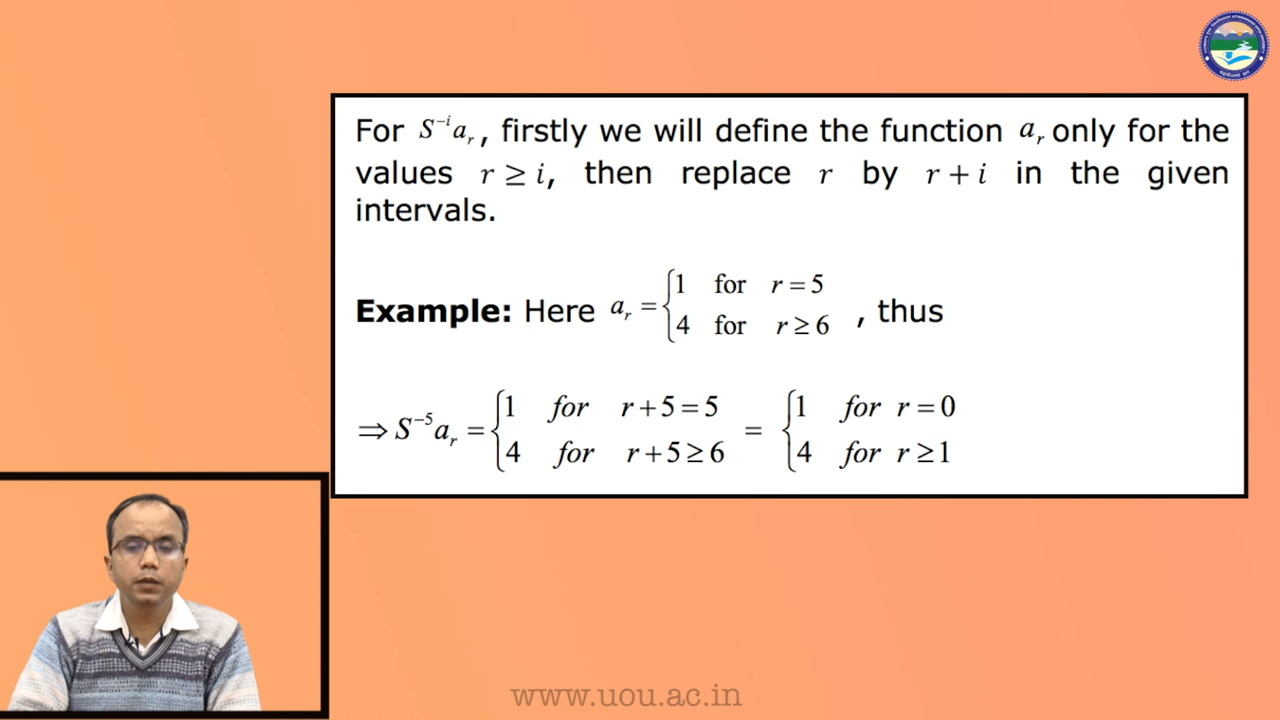 For S⁻ⁱaᵣ, firstly we will define the function aᵣ only for the
values r ≥ i, then replace r by r + i in the given
intervals.
Example: Here aᵣ = {1 for r = 5
4 for r ≥ 6 , thus
⇒ S⁻⁵aᵣ = {1 for r + 5 = 5
4 for r + 5 ≥ 6 = {1 for r = 0
4 for r ≥ 1
www.uou.ac.in